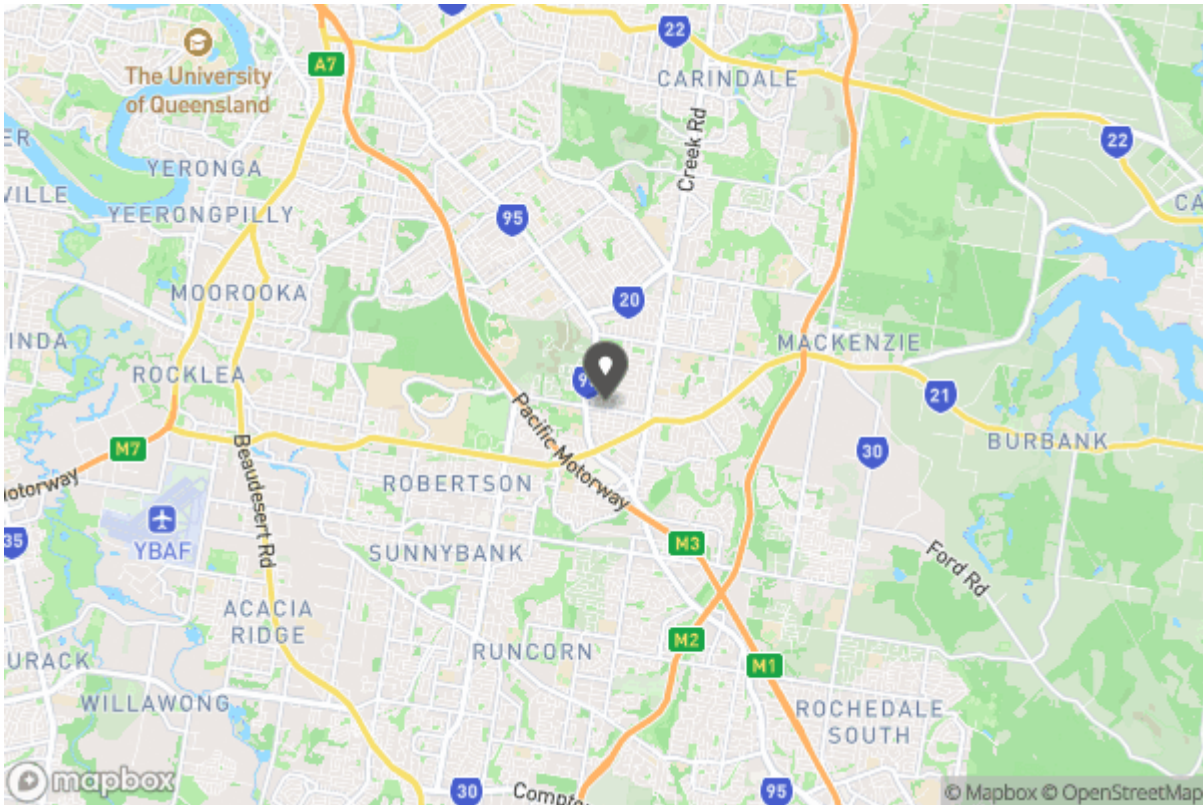 22
The University
of Queensland
A7
CARINDALE
Creek Rd
22
YERONGA
VILLE
YEERONGPILLY
95
MOOROOKA
20
INDA
MACKENZIE
ROCKLEA
21
Pacific Motorway
M7
Beaudesert Rd
30
BURBANK
ROBERTSON
YBAF
35
SUNNYBANK
M3
Ford Rd
ACACIA
RIDGE
M2
RUNCORN
URACK
M1
WILLAWONG
ROCHEDALE
SOUTH
mapbox
30
95
© Mapbox © OpenStreetMap